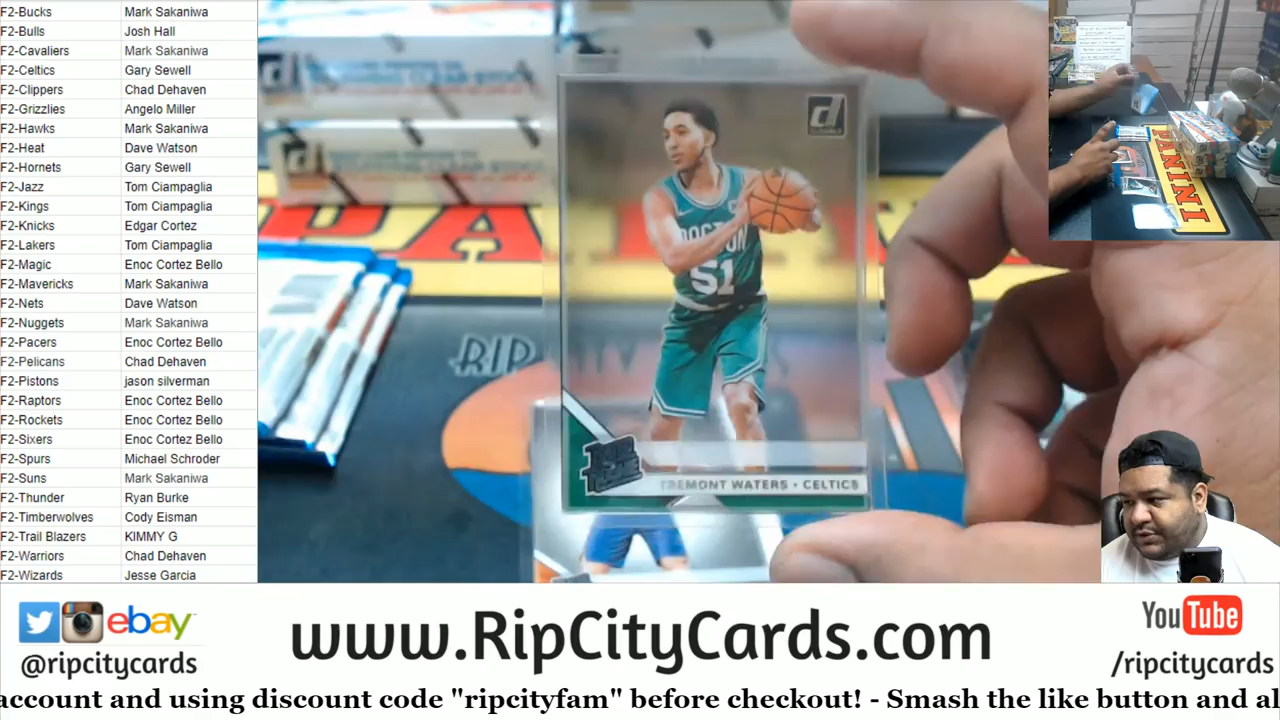 F2-Bucks Mark Sakaniwa
F2-Bulls Josh Hall
F2-Cavaliers Mark Sakaniwa
F2-Celtics Gary Sewell
F2-Clippers Chad Dehaven
F2-Grizzlies Angelo Miller
F2-Hawks Mark Sakaniwa
F2-Heat Dave Watson
F2-Hornets Gary Sewell
F2-Jazz Tom Ciampaglia
F2-Kings Tom Ciampaglia
F2-Knicks Edgar Cortez
F2-Lakers Tom Ciampaglia
F2-Magic Enoc Cortez Bello
F2-Mavericks Mark Sakaniwa
F2-Nets Dave Watson
F2-Nuggets Mark Sakaniwa
F2-Pacers Enoc Cortez Bello
F2-Pelicans Chad Dehaven
F2-Pistons jason silverman
F2-Raptors Enoc Cortez Bello
F2-Rockets Enoc Cortez Bello
F2-Sixers Enoc Cortez Bello
F2-Spurs Michael Schroder
F2-Suns Mark Sakaniwa
F2-Thunder Ryan Burke
F2-Timberwolves Cody Eisman
F2-Trail Blazers KIMMY G
F2-Warriors Chad Dehaven
F2-Wizards Jesse Garcia
d
BOSTON
51
RATED
ROOKIE
TREMONT WATERS • CELTICS
RIP
PANINI
ebay
@ripcitycards
www.RipCityCards.com
YouTube
/ripcitycards
account and using discount code "ripcityfam" before checkout! - Smash the like button and al